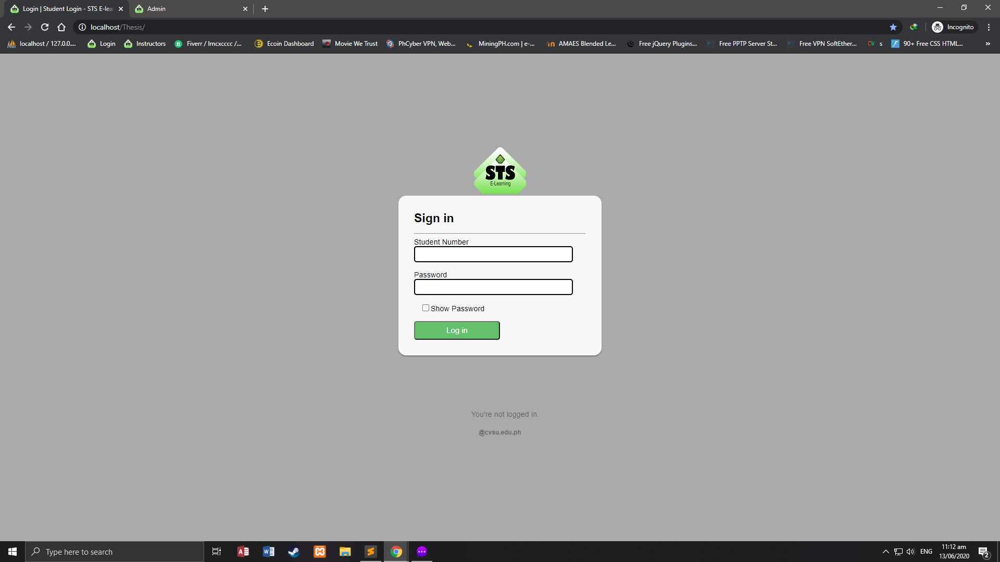 Login | Student Login - STS E-lea
Admin
localhost/Thesis/
Incognito
localhost / 127.0.0....
Login
Instructors
Fiverr / lrncxcccc /...
Ecoin Dashboard
Movie We Trust
PhCyber VPN, Web...
MiningPH.com | e-...
AMAES Blended Le...
Free jQuery Plugins...
Free PPTP Server St...
Free VPN SoftEther...
s
90+ Free CSS HTML...
»
STS
E-Learning
Sign in
Student Number
Password
Show Password
Log in
You're not logged in.
@cvsu.edu.ph
Type here to search
ENG
11:12 am
13/06/2020
2